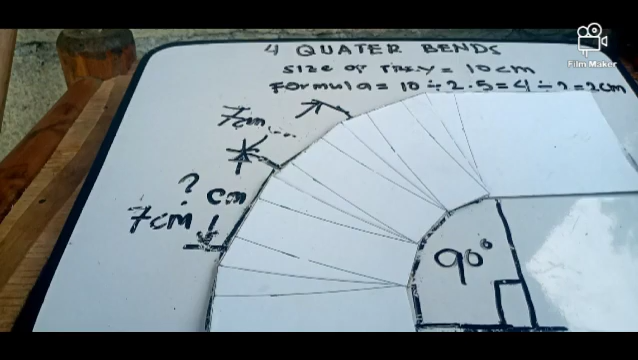 4 QUATER BENDS
SIZE OF TREY = 10cm
Film Maker
FORMULA = 10 ÷ 2.5 = 4 ÷ 2 = 2cm
7cm
? cm
7cm
90°